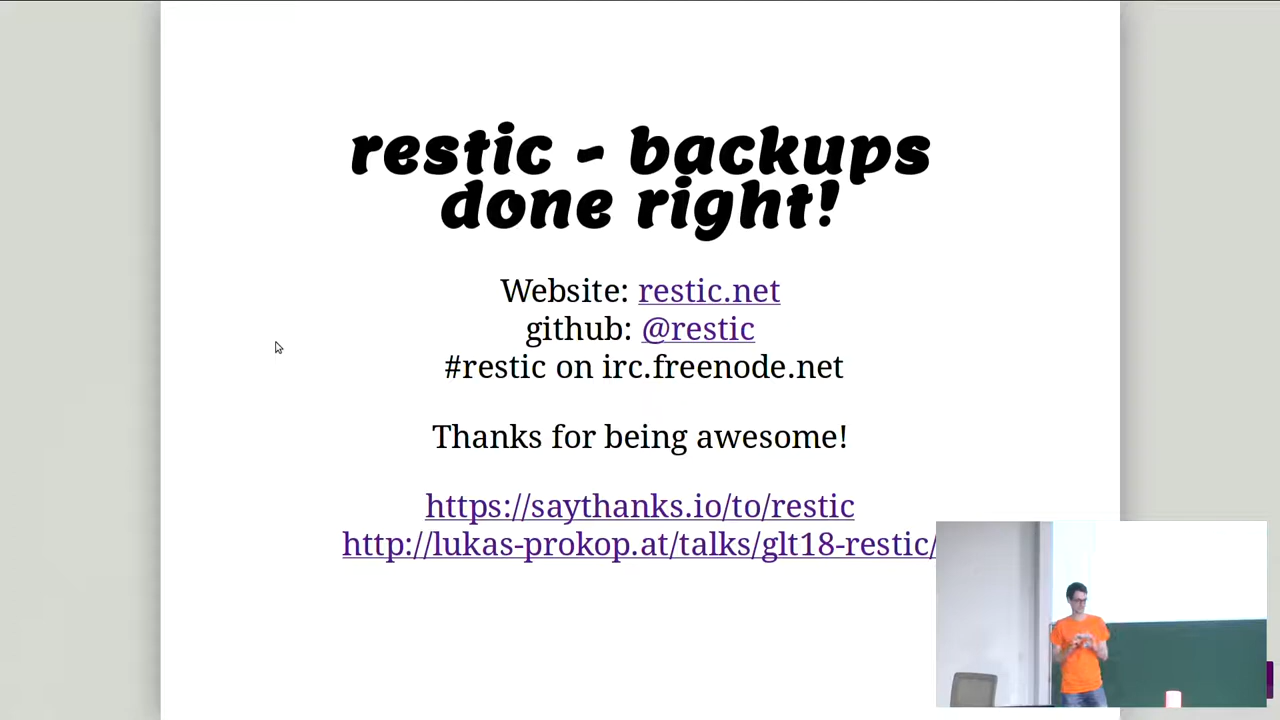 restic - backups
done right!
Website: restic.net
github: @restic
#restic on irc.freenode.net
Thanks for being awesome!
https://saythanks.io/to/restic
http://lukas-prokop.at/talks/glt18-restic/